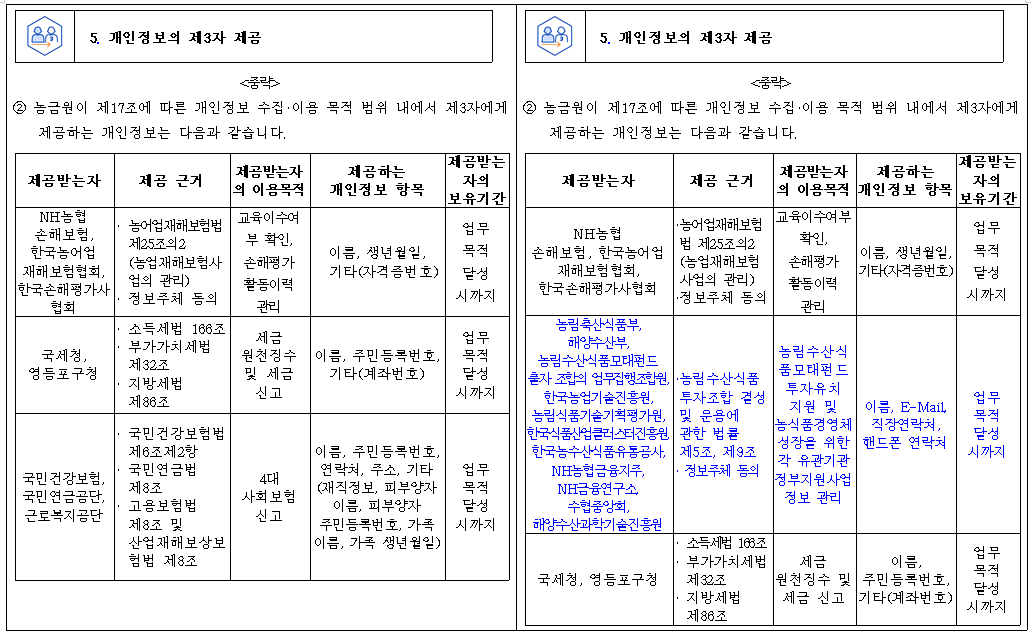 5. 개인정보의 제3자 제공
<중략>
② 농금원이 제17조에 따른 개인정보 수집·이용 목적 범위 내에서 제3자에게
제공하는 개인정보는 다음과 같습니다.
제공받는자
제공 근거
제공받는자
의 이용목적
제공하는
개인정보 항목
제공받는
자의
보유기간
NH농협
손해보험,
한국농어업
재해보험협회,
한국손해평가사
협회
· 농어업재해보험법
제25조의2
(농업재해보험사
업의 관리)
· 정보주체 동의
교육이수여
부 확인,
손해평가
활동이력
관리
이름, 생년월일,
기타(자격증번호)
업무
목적
달성
시까지
국세청,
영등포구청
· 소득세법 166조
· 부가가치세법
제32조
· 지방세법
제86조
세금
원천징수
및 세금
신고
이름, 주민등록번호,
기타(계좌번호)
업무
목적
달성
시까지
국민건강보험,
국민연금공단,
근로복지공단
· 국민건강보험법
제6조제2항
· 국민연금법
제8조
· 고용보험법
제8조 및
산업재해보상보
험법 제8조
4대
사회보험
신고
이름, 주민등록번호,
연락처, 주소, 기타
(재직정보, 피부양자
이름, 피부양자
주민등록번호, 가족
이름, 가족 생년월일)
업무
목적
달성
시까지
5. 개인정보의 제3자 제공
<중략>
② 농금원이 제17조에 따른 개인정보 수집·이용 목적 범위 내에서 제3자에게
제공하는 개인정보는 다음과 같습니다.
제공받는자
제공 근거
제공받는자
의 이용목적
제공하는
개인정보 항목
제공받는
자의
보유기간
NH농협
손해보험, 한국농어업
재해보험협회,
한국손해평가사협회
·농어업재해보험
법 제25조의2
(농업재해보험
사업의 관리)
·정보주체 동의
교육이수여부
확인,
손해평가
활동이력
관리
이름, 생년월일,
기타(자격증번호)
업무
목적
달성
시까지
농림축산식품부,
해양수산부,
농림수산식품모태펀드
출자 조합의 업무집행조합원,
한국농업기술진흥원,
농림식품기술기획평가원,
한국식품산업클러스터진흥원,
한국농수산식품유통공사,
NH농협금융지주,
NH금융연구소,
수협중앙회,
해양수산과학기술진흥원
·농림수산식품
투자조합 결성
및 운용에
관한 법률
제5조, 제9조
·정보주체 동의
농림수산식
품모태펀드
투자유치
지원 및
농식품경영체
성장을 위한
각 유관기관
정부지원사업
정보 관리
이름, E-Mail,
직장연락처,
핸드폰 연락처
업무
목적
달성
시까지
국세청, 영등포구청
· 소득세법 166조
· 부가가치세법
제32조
· 지방세법
제86조
세금
원천징수 및
세금 신고
이름,
주민등록번호,
기타(계좌번호)
업무
목적
달성
시까지